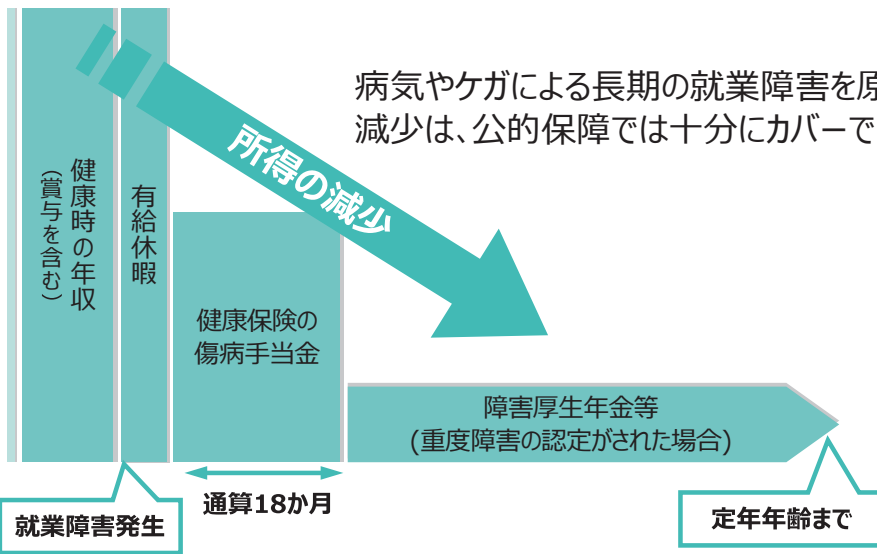 病気やケガによる長期の就業障害を原
減少は、公的保障では十分にカバーで
所得の減少
健康時の年収
（賞与を含む）
有給休暇
健康保険の
傷病手当金
障害厚生年金等
(重度障害の認定がされた場合)
通算18か月
就業障害発生
定年年齢まで